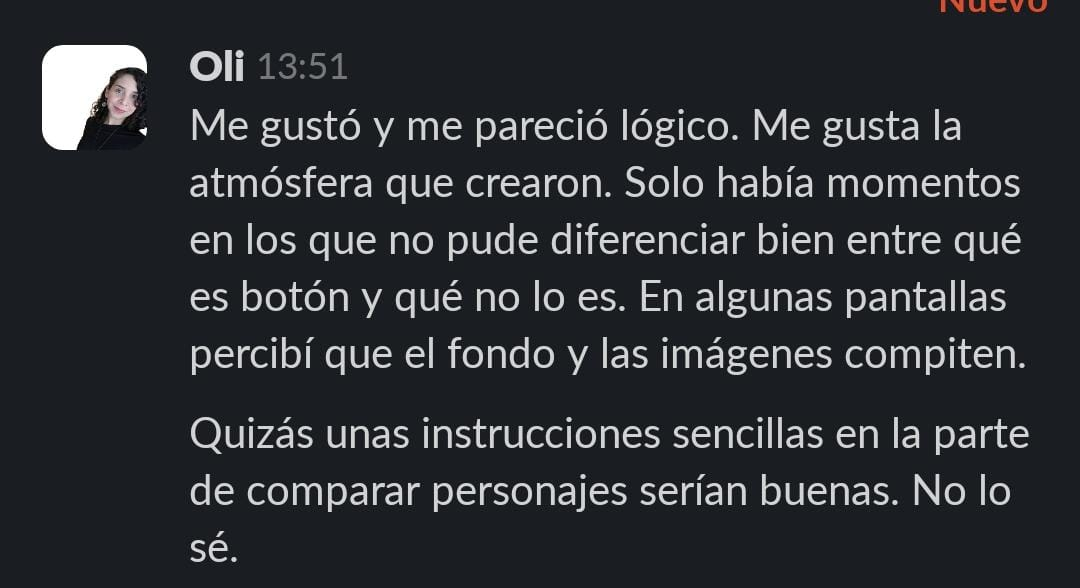 Nuevo
Oli 13:51
Me gustó y me pareció lógico. Me gusta la
atmósfera que crearon. Solo había momentos
en los que no pude diferenciar bien entre qué
es botón y qué no lo es. En algunas pantallas
percibí que el fondo y las imágenes compiten.
Quizás unas instrucciones sencillas en la parte
de comparar personajes serían buenas. No lo
sé.